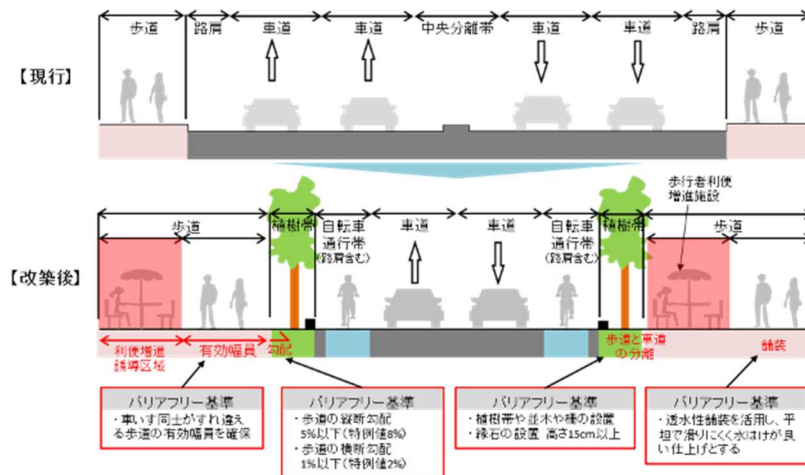 歩道 路肩 車道 車道 中央分離帯 車道 車道 路肩 歩道
【現行】
歩行者利便
増進施設
歩道 植樹帯 自転車 車道 車道 自転車 植樹帯 歩道
通行帯 通行帯
(路肩含む) (路肩含む)
【改築後】
利便増進 有効幅員 勾配 歩道と車道 舗装
誘導区域 の分離
バリアフリー基準
・車いす同士がすれ違え
る歩道の有効幅員を確保
バリアフリー基準
・歩道の縦断勾配
5%以下(特例値8%)
・歩道の横断勾配
1%以下(特例値2%)
バリアフリー基準
・植樹帯や並木や柵の設置
・縁石の設置 高さ15cm以上
バリアフリー基準
・透水性舗装を活用し、平
坦で滑りにくく水はけが良
い仕上げとする